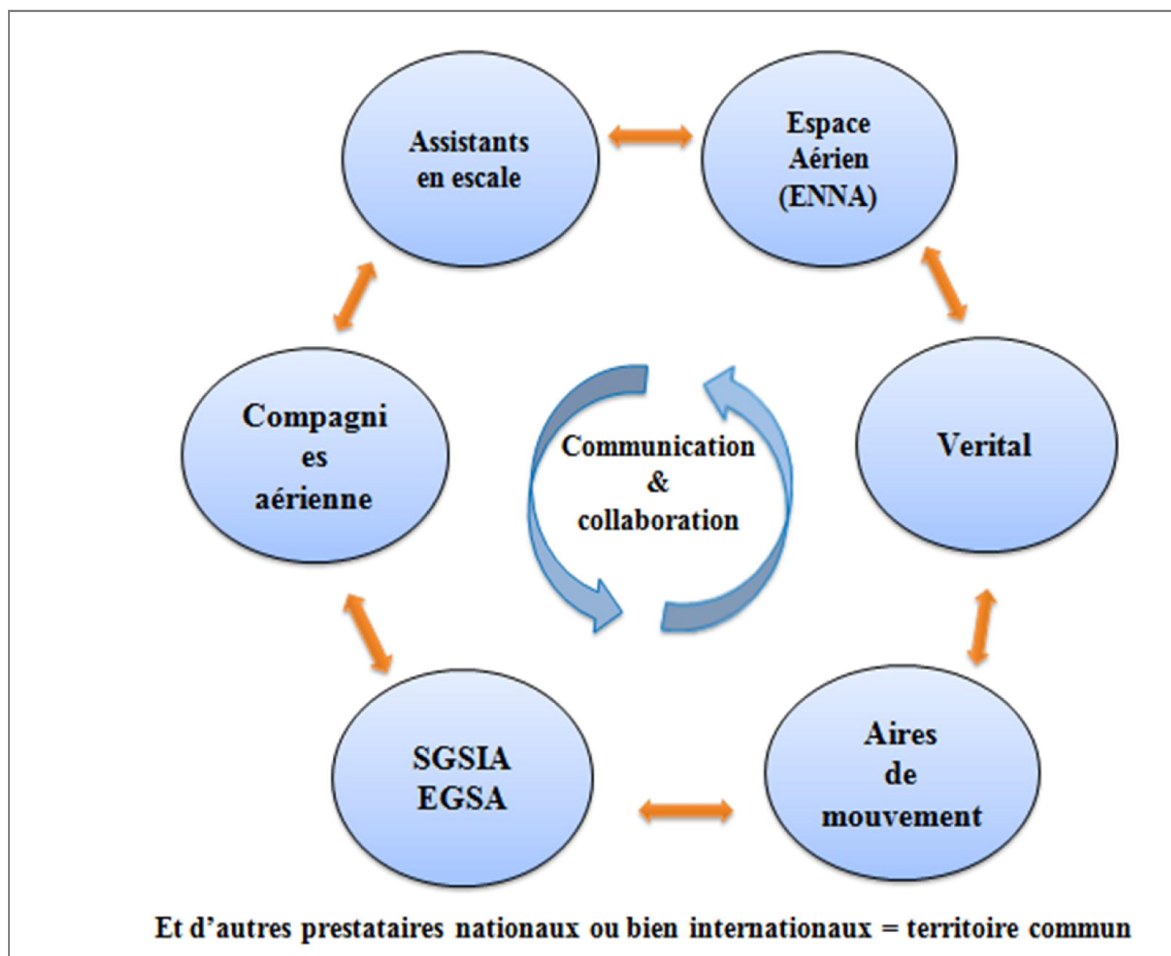 Assistants
en escale
Espace
Aérien
(ENNA)
Compagni
es
aérienne
Communication
&
collaboration
Verital
SGSIA
EGSA
Aires
de
mouvement
Et d’autres prestataires nationaux ou bien internationaux = territoire commun